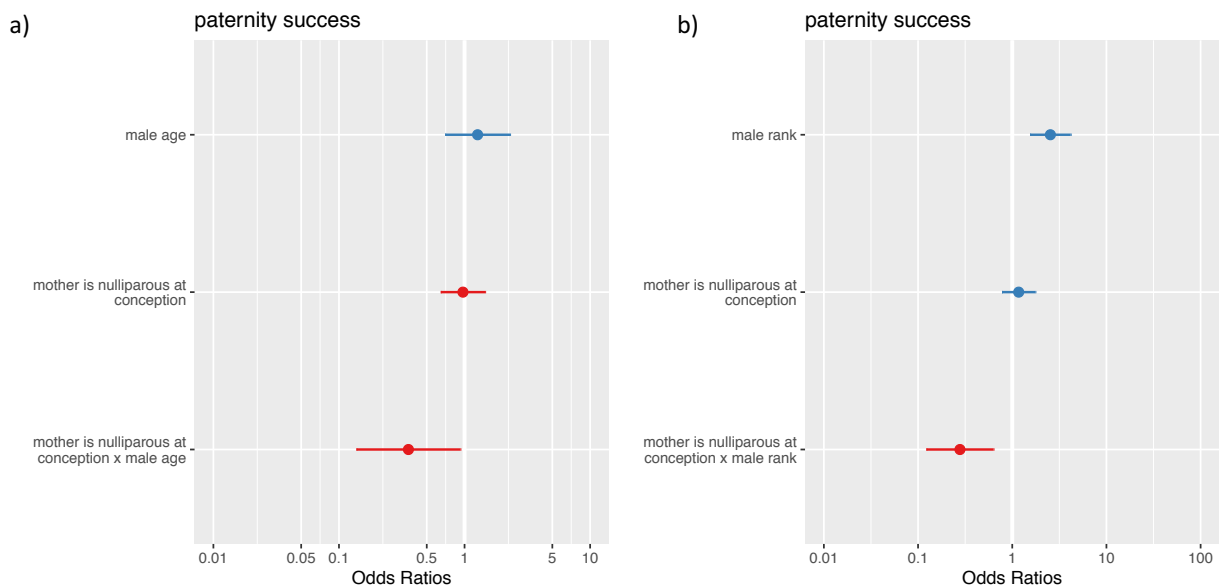 a)
paternity success
male age
mother is nulliparous at
conception
mother is nulliparous at
conception x male age
0.01 0.05 0.1 0.5 1 5 10
Odds Ratios
b)
paternity success
male rank
mother is nulliparous at
conception
mother is nulliparous at
conception x male rank
0.01 0.1 1 10 100
Odds Ratios